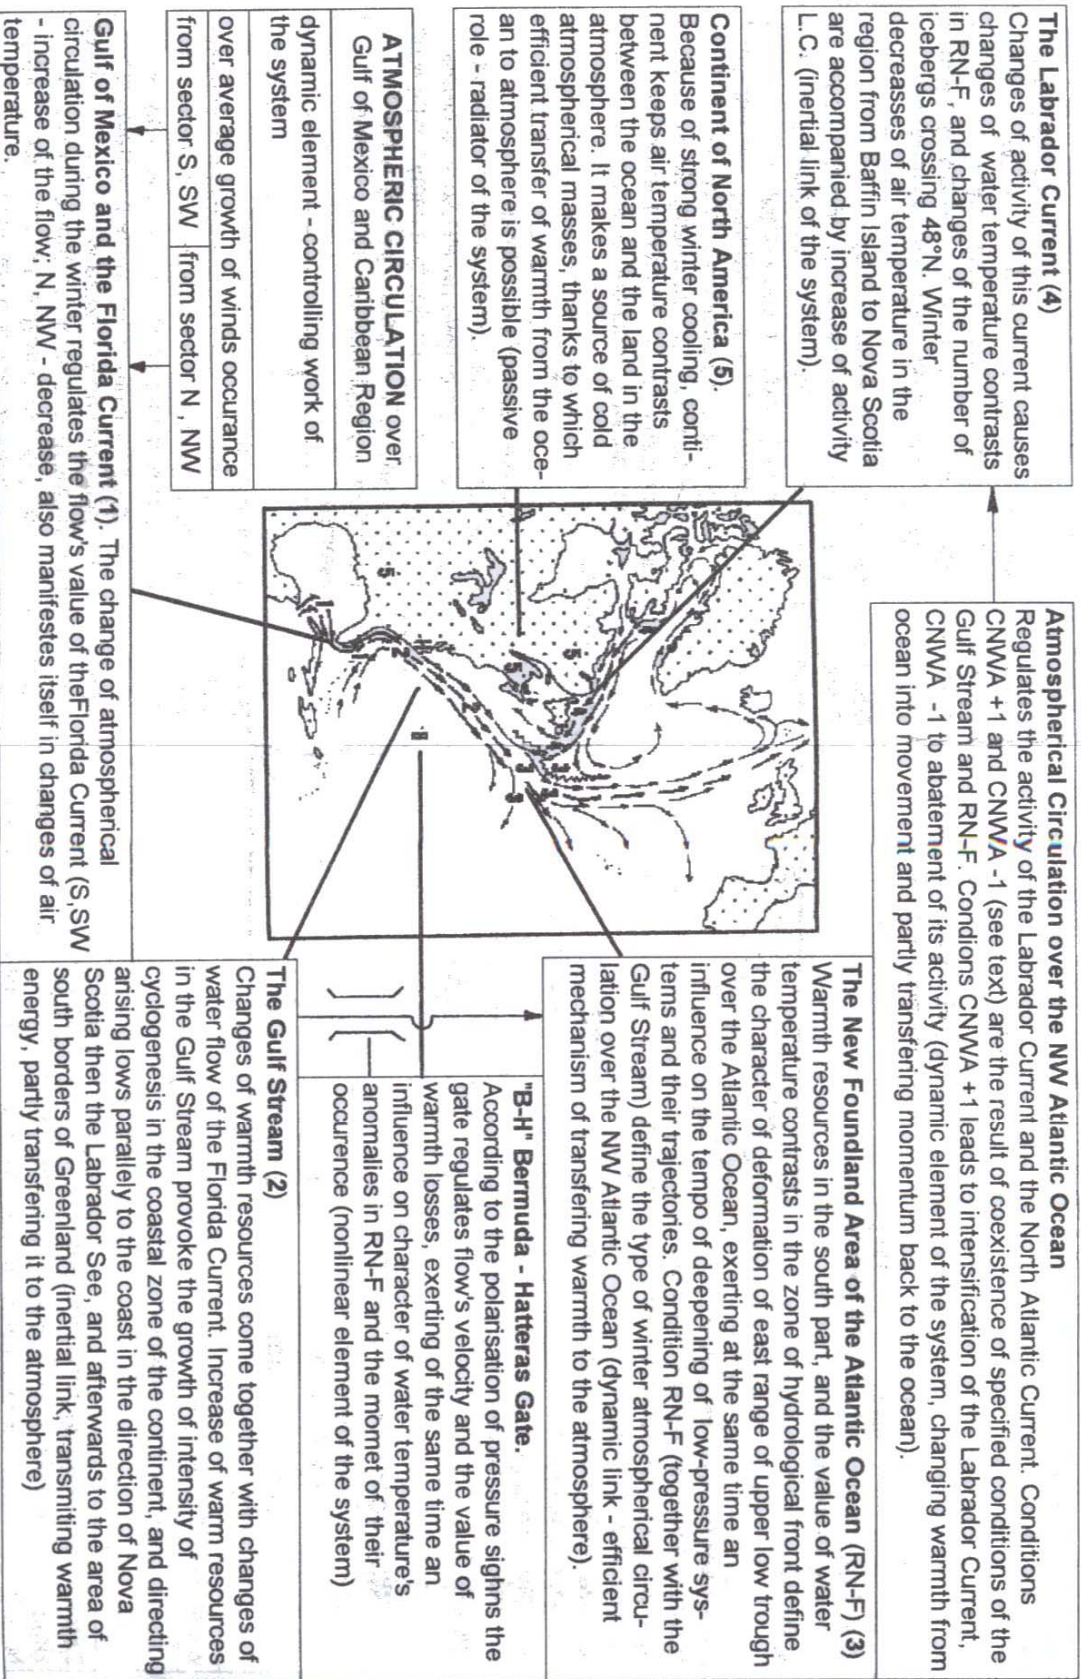 The Labrador Current (4)
Changes of activity of this current causes
changes of water temperature contrasts
in RN-F, and changes of the number of
icebergs crossing 48°N. Winter
decreasses of air temperature in the
region from Baffin Island to Nova Scotia
are accompanied by increase of activity
L.C. (inertial link of the system).
Atmospherical Circulation over the NW Atlantic Ocean
Regulates the activity of the Labrador Current and the North Atlantic Current. Conditions
CNWA +1 and CNWA -1 (see text) are the result of coexistence of specified conditions of the
Gulf Stream and RN-F. Condions CNWA +1 leads to intensification of the Labrador Current,
CNWA -1 to abatement of its activity (dynamic element of the system, changing warmth from
ocean into movement and partly transfering momentum back to the ocean).
Continent of North America (5).
Because of strong winter cooling, conti-
nent keeps air temperature contrasts
between the ocean and the land in the
atmosphere. It makes a source of cold
atmospherical masses, thanks to which
efficient transfer of warmth from the oce-
an to atmosphere is possible (passive
role - radiator of the system).
ATMOSPHERIC CIRCULATION over
Gulf of Mexico and Caribbean Region
dynamic element - controlling work of
the system
over average growth of winds occurance
from sector S, SW
from sector N , NW
5
5
5
1
2
2
3
3
3
4
The New Foundland Area of the Atlantic Ocean (RN-F) (3)
Warmth resources in the south part, and the value of water
temperature contrasts in the zone of hydrological front define
the character of deformation of east range of upper low trough
over the Atlantic Ocean, exerting at the same time an
influence on the tempo of deepening of low-pressure sys-
tems and their trajectories. Condition RN-F (together with the
Gulf Stream) define the type of winter atmospherical circu-
lation over the NW Atlantic Ocean (dynamic link - efficient
mechanism of transfering warmth to the atmosphere).
"B-H" Bermuda - Hatteras Gate.
According to the polarisation of pressure sighns the
gate regulates flow's velocity and the value of
warmth losses, exerting of the same time an
influence on character of water temperature's
anomalies in RN-F and the momet of their
occurence (nonlinear element of the system)
Gulf of Mexico and the Florida Current (1). The change of atmospherical
circulation during the winter regulates the flow's value of theFlorida Current (S,SW
- increase of the flow; N, NW - decrease, also manifestes itself in changes of air
temperature.
The Gulf Stream (2)
Changes of warmth resources come together with changes of
water flow of the Florida Current. Increase of warm resources
in the Gulf Stream provoke the growth of intensity of
cyclogenesis in the coastal zone of the continent, and directing
arising lows parallely to the coast in the direction of Nova
Scotia then the Labrador See, and afterwards to the area of
south borders of Greenland (inertial link, transmiting warmth
energy, partly transfering it to the atmosphere)